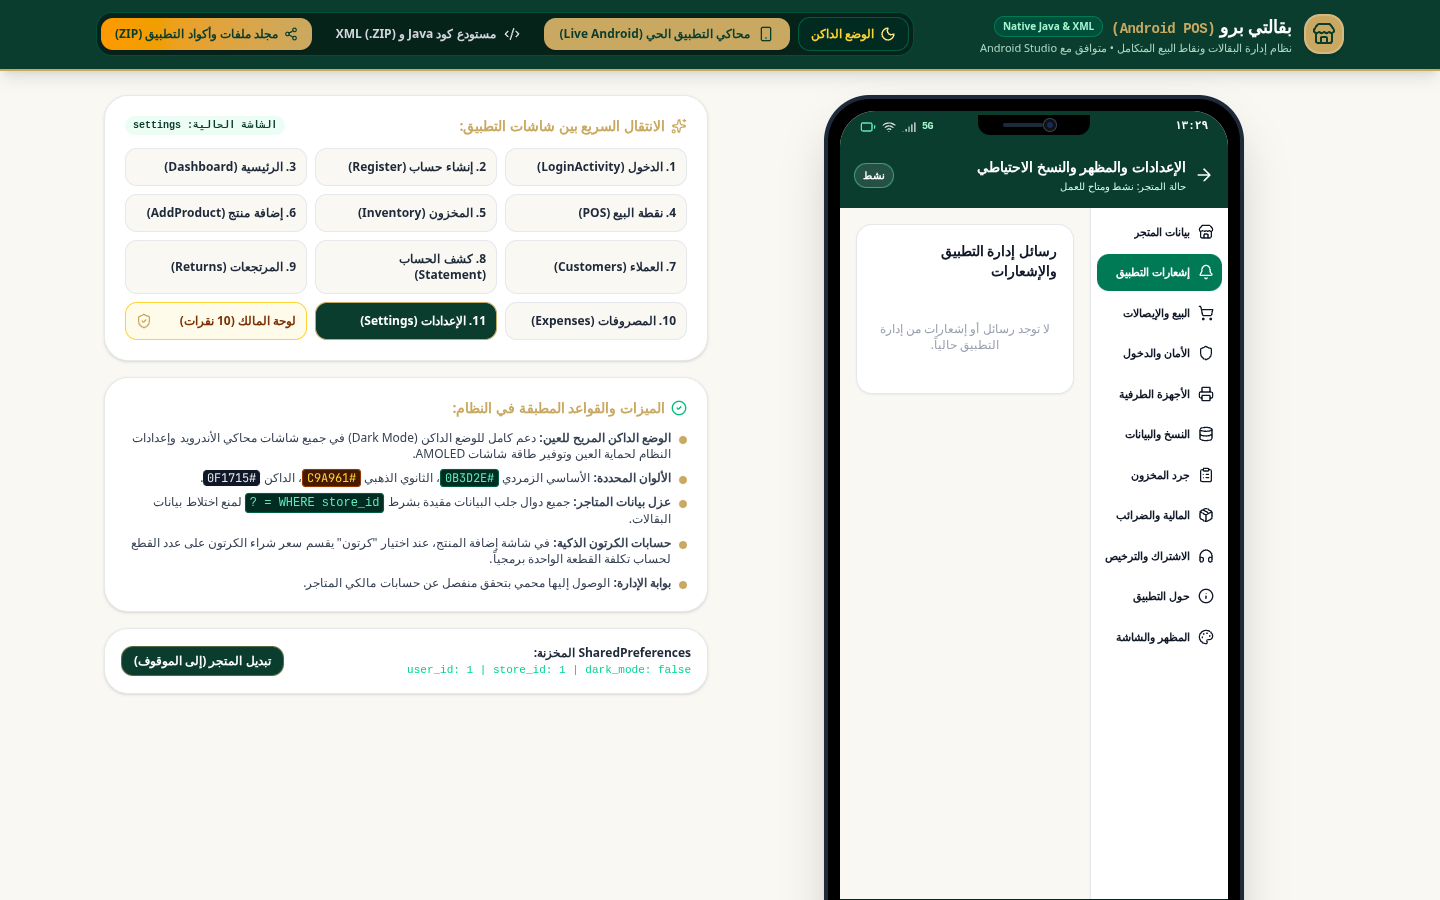 بقالتي برو (Android POS) Native Java & XML
نظام إدارة البقالات ونقاط البيع المتكامل • متوافق مع Android Studio
الوضع الداكن
محاكي التطبيق الحي (Live Android)
مستودع كود Java و XML (.ZIP)
مجلد ملفات وأكواد التطبيق (ZIP)
١٣:٢٩
5G
الإعدادات والمظهر والنسخ الاحتياطي
حالة المتجر: نشط ومتاح للعمل
نشط
بيانات المتجر
إشعارات التطبيق
البيع والإيصالات
الأمان والدخول
الأجهزة الطرفية
النسخ والبيانات
جرد المخزون
المالية والضرائب
الاشتراك والترخيص
حول التطبيق
المظهر والشاشة
رسائل إدارة التطبيق
والإشعارات
لا توجد رسائل أو إشعارات من إدارة
التطبيق حالياً.
الانتقال السريع بين شاشات التطبيق:
الشاشة الحالية: settings
1. الدخول (LoginActivity)
2. إنشاء حساب (Register)
3. الرئيسية (Dashboard)
4. نقطة البيع (POS)
5. المخزون (Inventory)
6. إضافة منتج (AddProduct)
7. العملاء (Customers)
8. كشف الحساب
(Statement)
9. المرتجعات (Returns)
10. المصروفات (Expenses)
11. الإعدادات (Settings)
لوحة المالك (10 نقرات)
الميزات والقواعد المطبقة في النظام:
الوضع الداكن المريح للعين: دعم كامل للوضع الداكن (Dark Mode) في جميع شاشات محاكي الأندرويد وإعدادات
النظام لحماية العين وتوفير طاقة شاشات AMOLED.
الألوان المحددة: الأساسي الزمردي #0B3D2E، الثانوي الذهبي #C9A961، الداكن #0F1715.
عزل بيانات المتاجر: جميع دوال جلب البيانات مقيدة بشرط WHERE store_id = ? لمنع اختلاط بيانات
البقالات.
حسابات الكرتون الذكية: في شاشة إضافة المنتج، عند اختيار "كرتون" يقسم سعر شراء الكرتون على عدد القطع
لحساب تكلفة القطعة الواحدة برمجياً.
بوابة الإدارة: الوصول إليها محمي بتحقق منفصل عن حسابات مالكي المتاجر.
SharedPreferences المخزنة:
user_id: 1 | store_id: 1 | dark_mode: false
تبديل المتجر (إلى الموقوف)